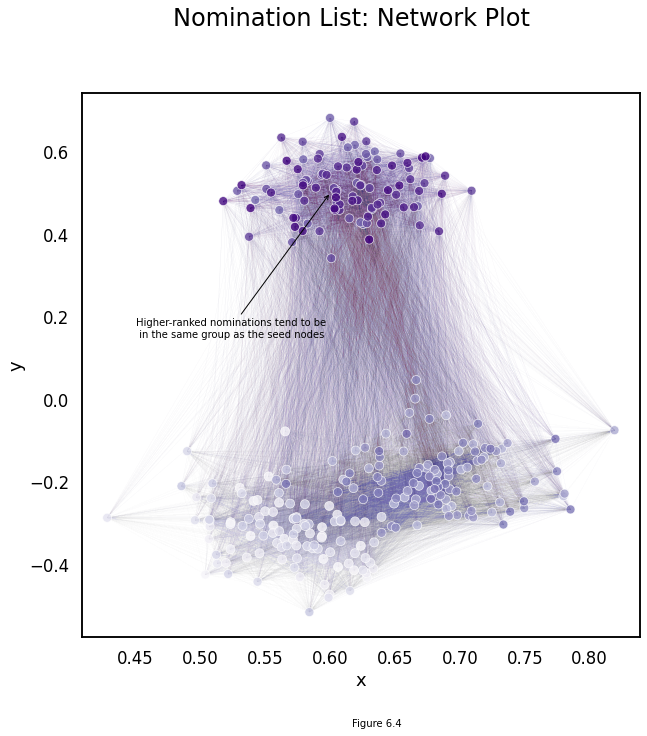 Nomination List: Network Plot
0.6
0.4
0.2
0.0
−0.2
−0.4
y
Higher-ranked nominations tend to be
in the same group as the seed nodes
0.45 0.50 0.55 0.60 0.65 0.70 0.75 0.80
x
Figure 6.4